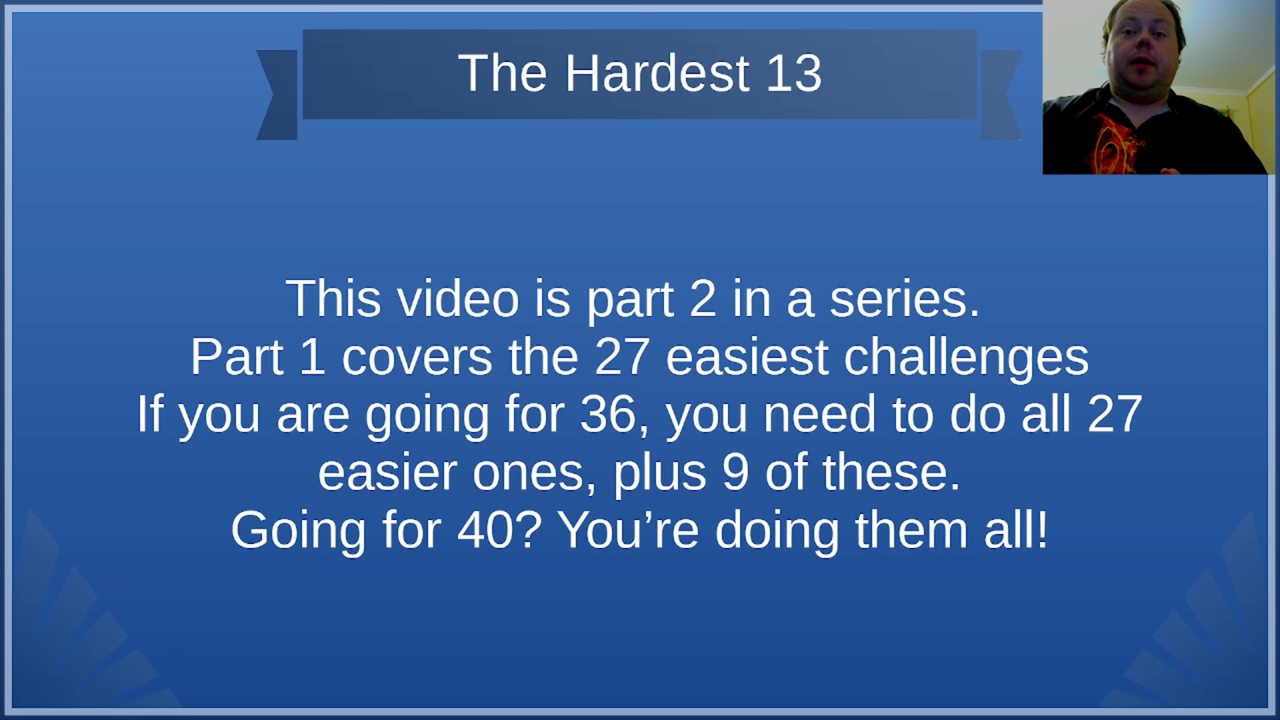 The Hardest 13
This video is part 2 in a series.
Part 1 covers the 27 easiest challenges
If you are going for 36, you need to do all 27
easier ones, plus 9 of these.
Going for 40? You’re doing them all!